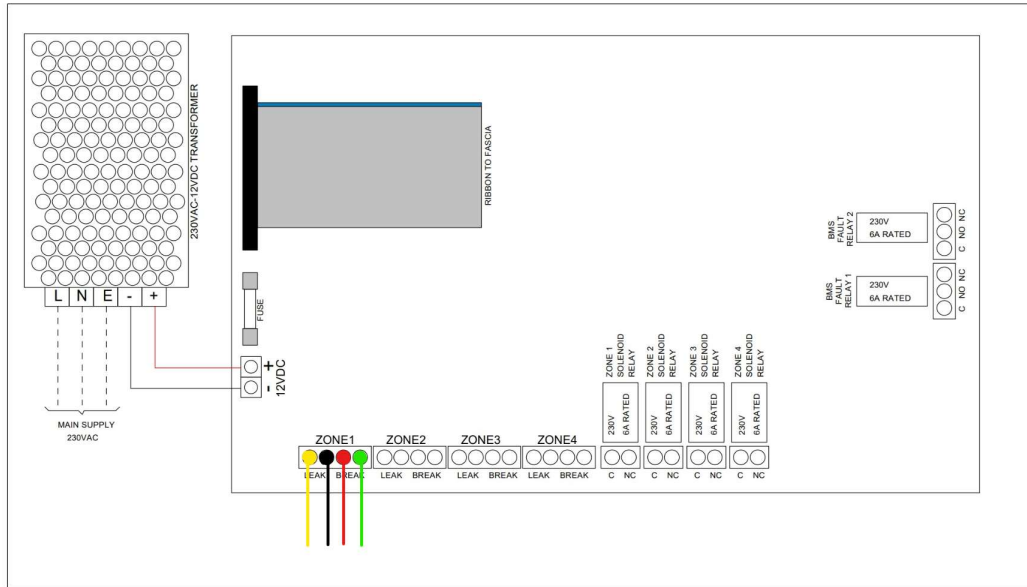 230VAC-12VDC TRANSFORMER
L N E - +
MAIN SUPPLY
230VAC
RIBBON TO FASCIA
FUSE
+
-
12VDC
BMS
FAULT
RELAY 2
230V
6A RATED
C NO NC
BMS
FAULT
RELAY 1
230V
6A RATED
C NO NC
ZONE 1
SOLENOID
RELAY
230V
6A RATED
C NC
ZONE 2
SOLENOID
RELAY
230V
6A RATED
C NC
ZONE 3
SOLENOID
RELAY
230V
6A RATED
C NC
ZONE 4
SOLENOID
RELAY
230V
6A RATED
C NC
ZONE1
LEAK BREAK
ZONE2
LEAK BREAK
ZONE3
LEAK BREAK
ZONE4
LEAK BREAK